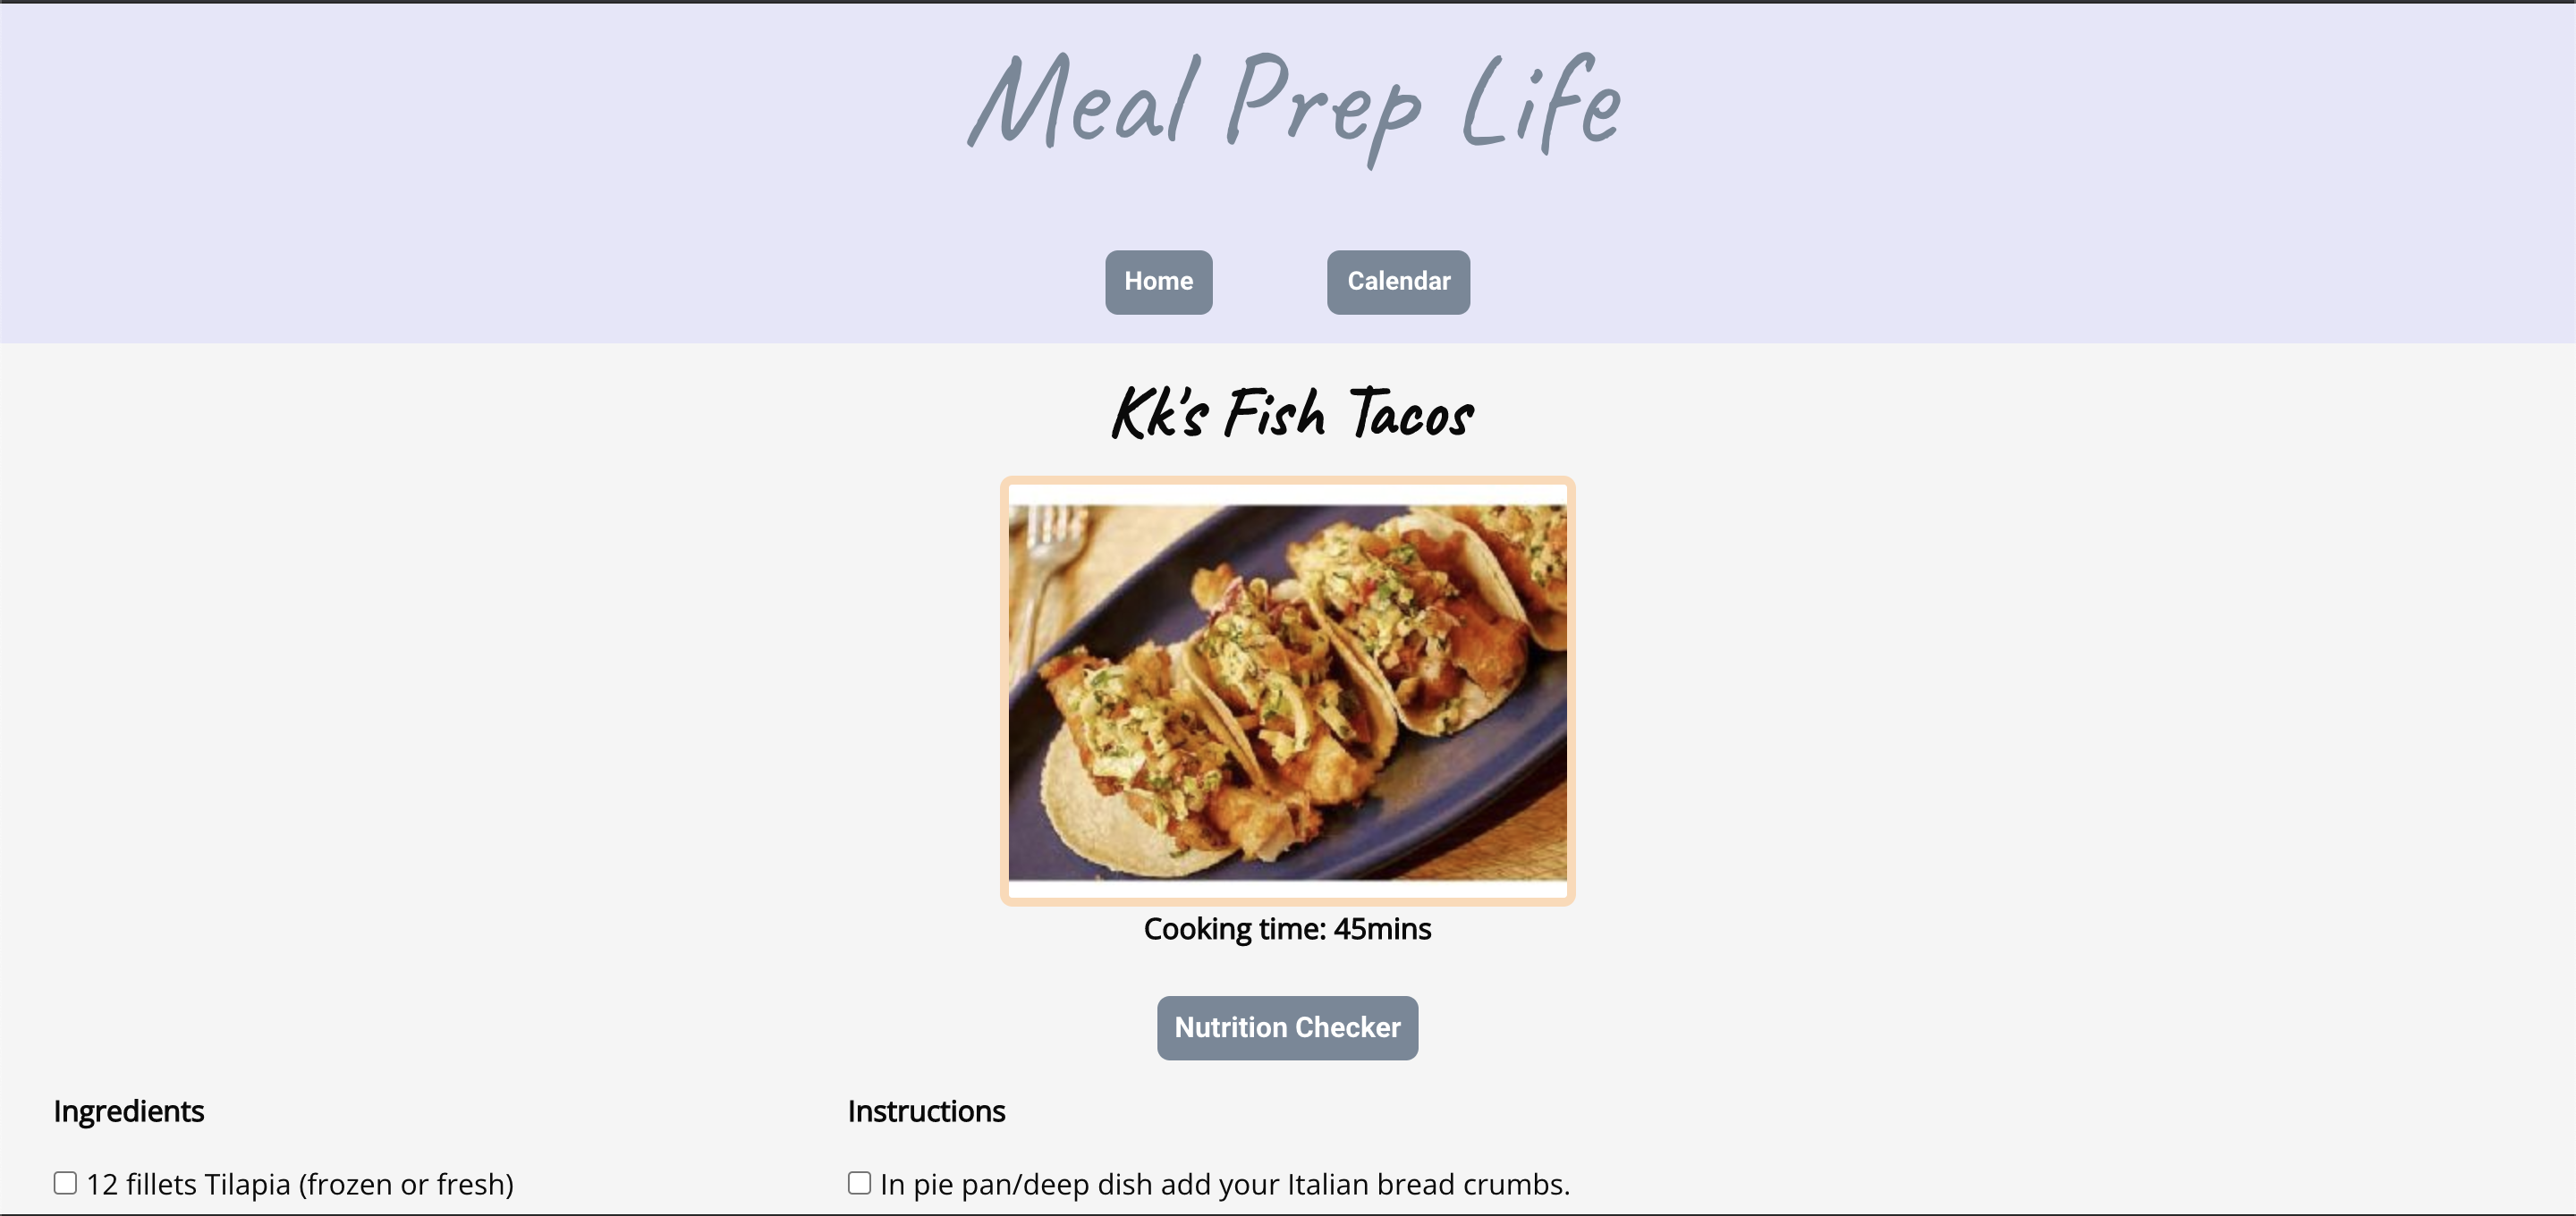 Meal Prep Life
Home
Calendar
Kk's Fish Tacos
Cooking time: 45mins
Nutrition Checker
Ingredients
12 fillets Tilapia (frozen or fresh)
Instructions
In pie pan/deep dish add your Italian bread crumbs.